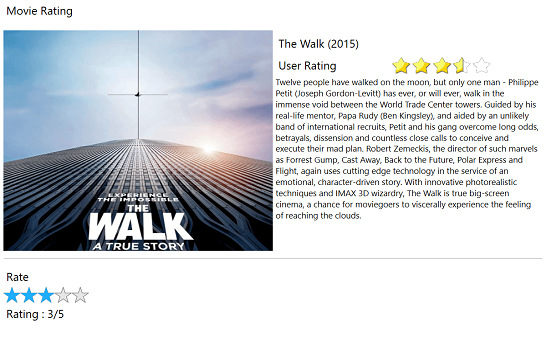 Movie Rating
The Walk (2015)
User Rating
Twelve people have walked on the moon, but only one man - Philippe
Petit (Joseph Gordon-Levitt) has ever, or will ever, walk in the
immense void between the World Trade Center towers. Guided by his
real-life mentor, Papa Rudy (Ben Kingsley), and aided by an unlikely
band of international recruits, Petit and his gang overcome long odds,
betrayals, dissension and countless close calls to conceive and
execute their mad plan. Robert Zemeckis, the director of such marvels
as Forrest Gump, Cast Away, Back to the Future, Polar Express and
Flight, again uses cutting edge technology in the service of an
emotional, character-driven story. With innovative photorealistic
techniques and IMAX 3D wizardry, The Walk is true big-screen
cinema, a chance for moviegoers to viscerally experience the feeling
of reaching the clouds.
EXPERIENCE
THE IMPOSSIBLE
THE
WALK
A TRUE STORY
Rate
Rating : 3/5